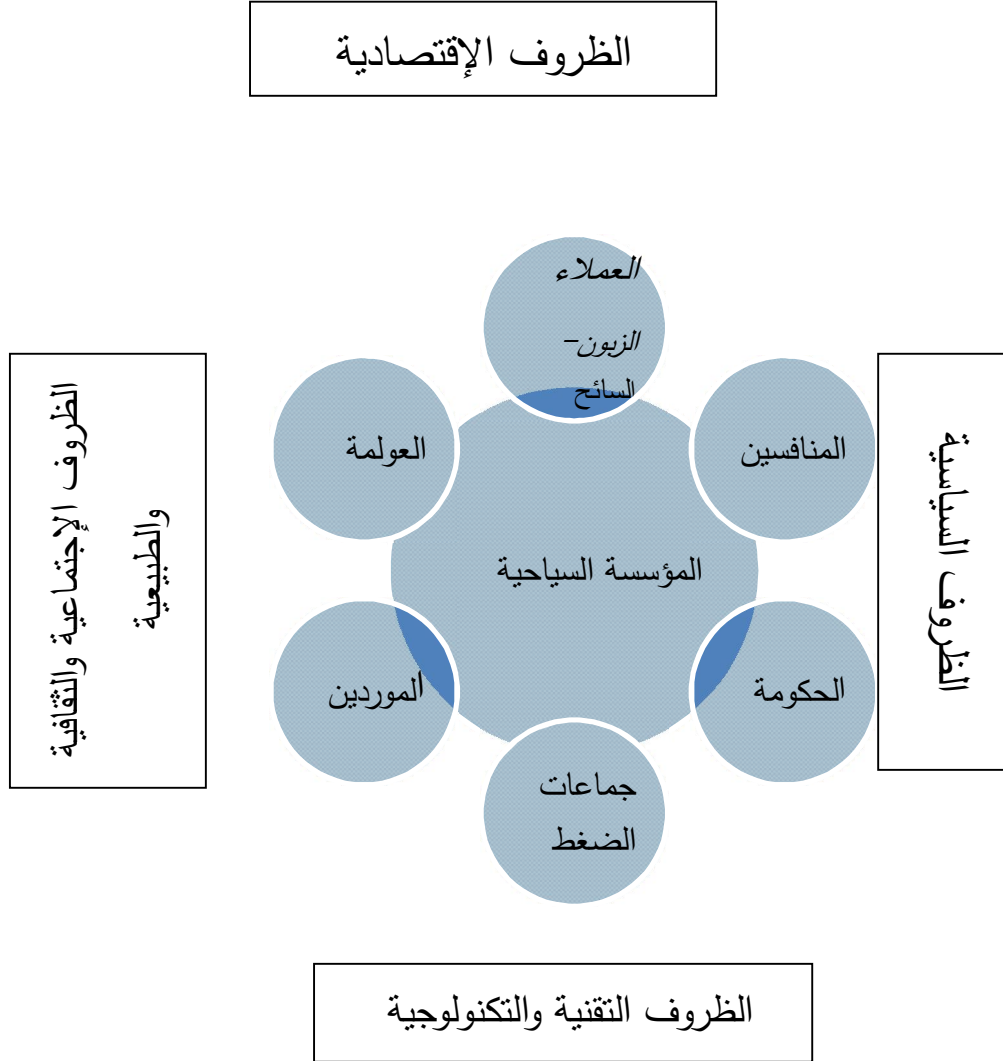 الظروف الإقتصادية
العملاء
الزبون–
السائح
المنافسين
العولمة
الظروف السياسية
الظروف الإجتماعية والثقافية
والطبيعية
المؤسسة السياحية
الحكومة
الموردين
جماعات
الضغط
الظروف التقنية والتكنولوجية